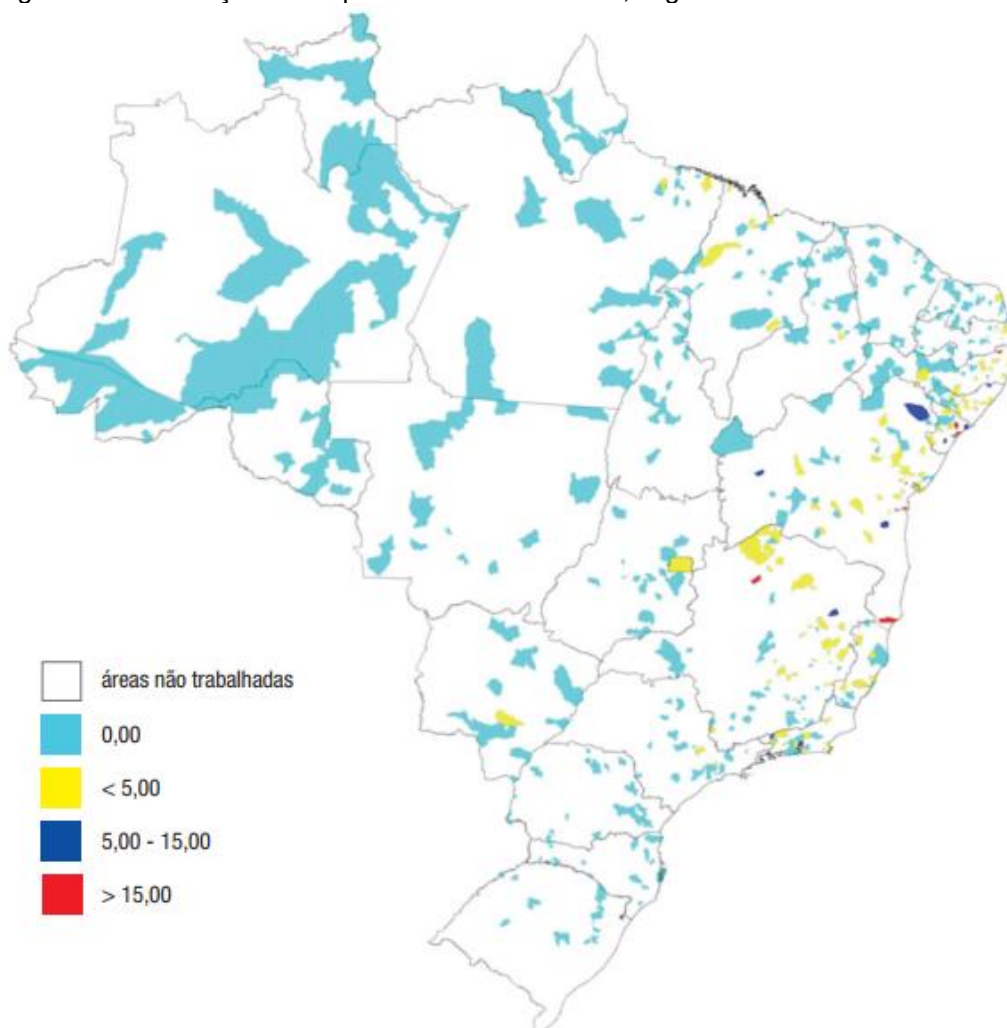 áreas não trabalhadas
0,00
< 5,00
5,00 - 15,00
> 15,00